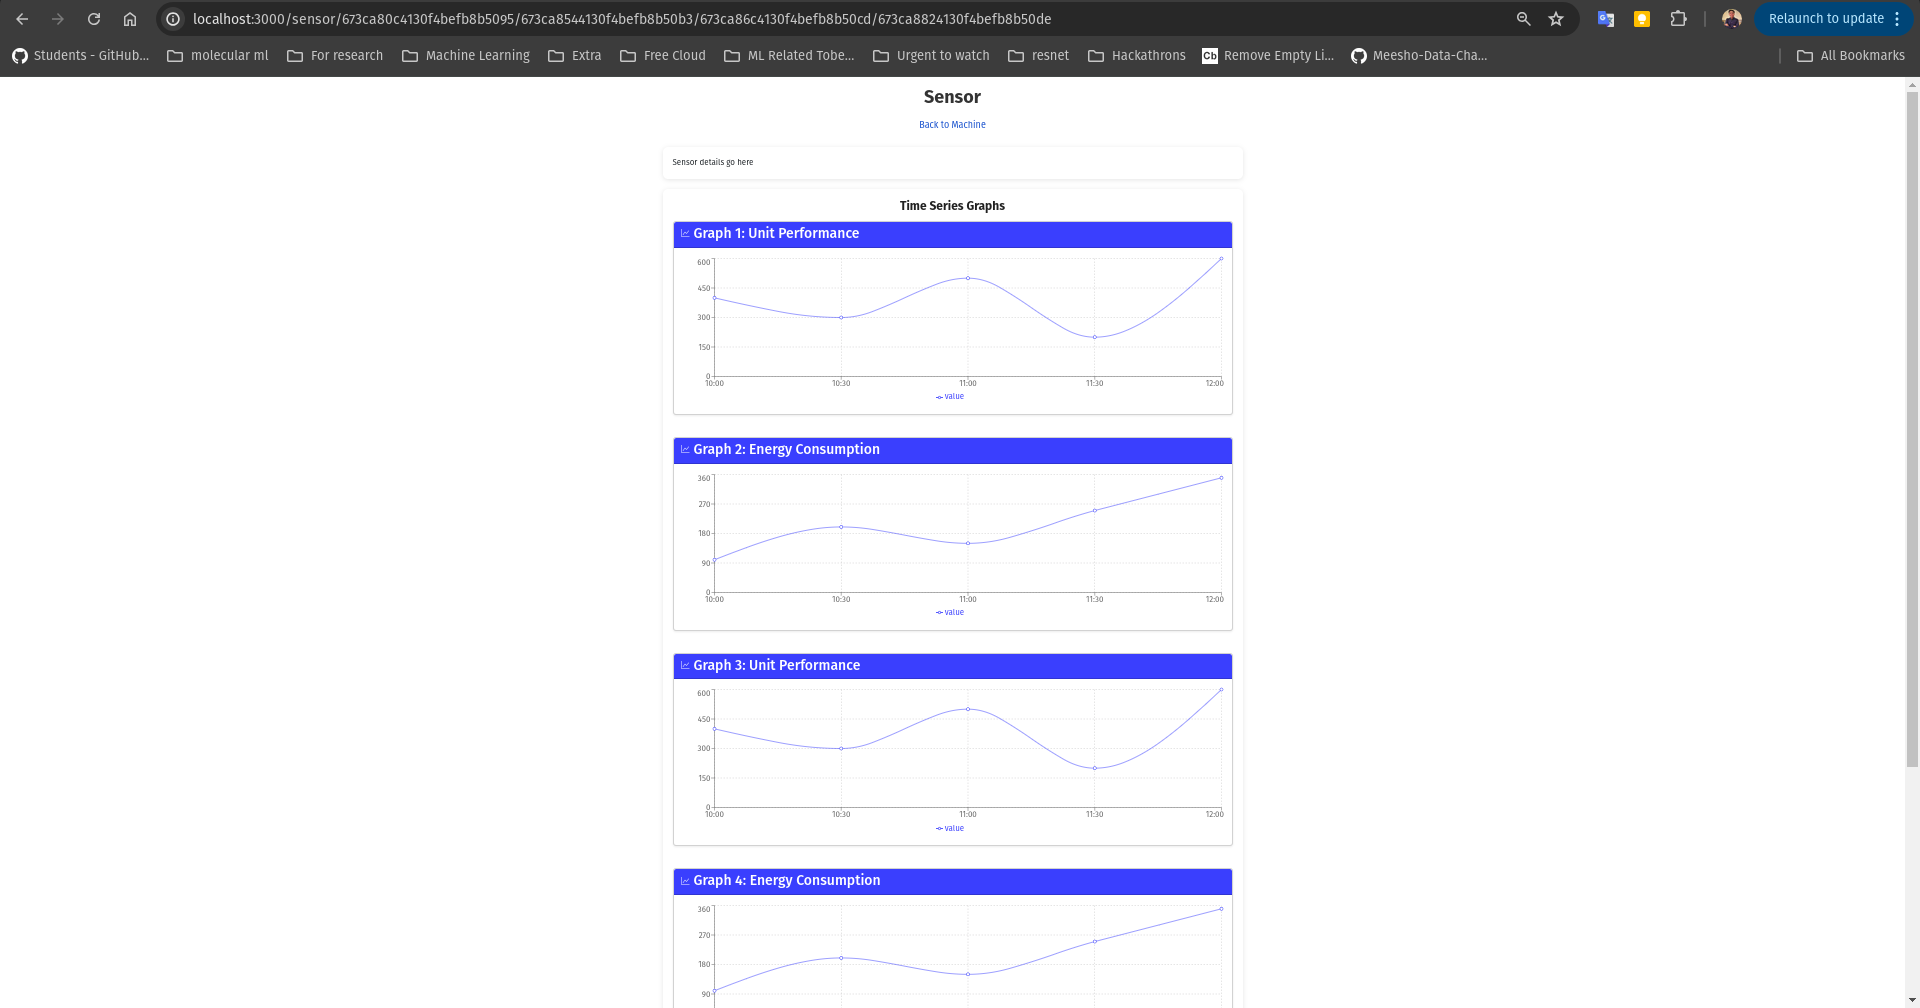 localhost:3000/sensor/673ca80c4130f4befb8b5095/673ca8544130f4befb8b50b3/673ca86c4130f4befb8b50cd/673ca8824130f4befb8b50de
Relaunch to update
Students - GitHub...
molecular ml
For research
Machine Learning
Extra
Free Cloud
ML Related Tobe...
Urgent to watch
resnet
Hackathrons
Cb
Remove Empty Li...
Meesho-Data-Cha...
All Bookmarks
Sensor
Back to Machine
Sensor details go here
Time Series Graphs
Graph 1: Unit Performance
600
450
300
150
0
10:00 10:30 11:00 11:30 12:00
value
Graph 2: Energy Consumption
360
270
180
90
0
10:00 10:30 11:00 11:30 12:00
value
Graph 3: Unit Performance
600
450
300
150
0
10:00 10:30 11:00 11:30 12:00
value
Graph 4: Energy Consumption
360
270
180
90